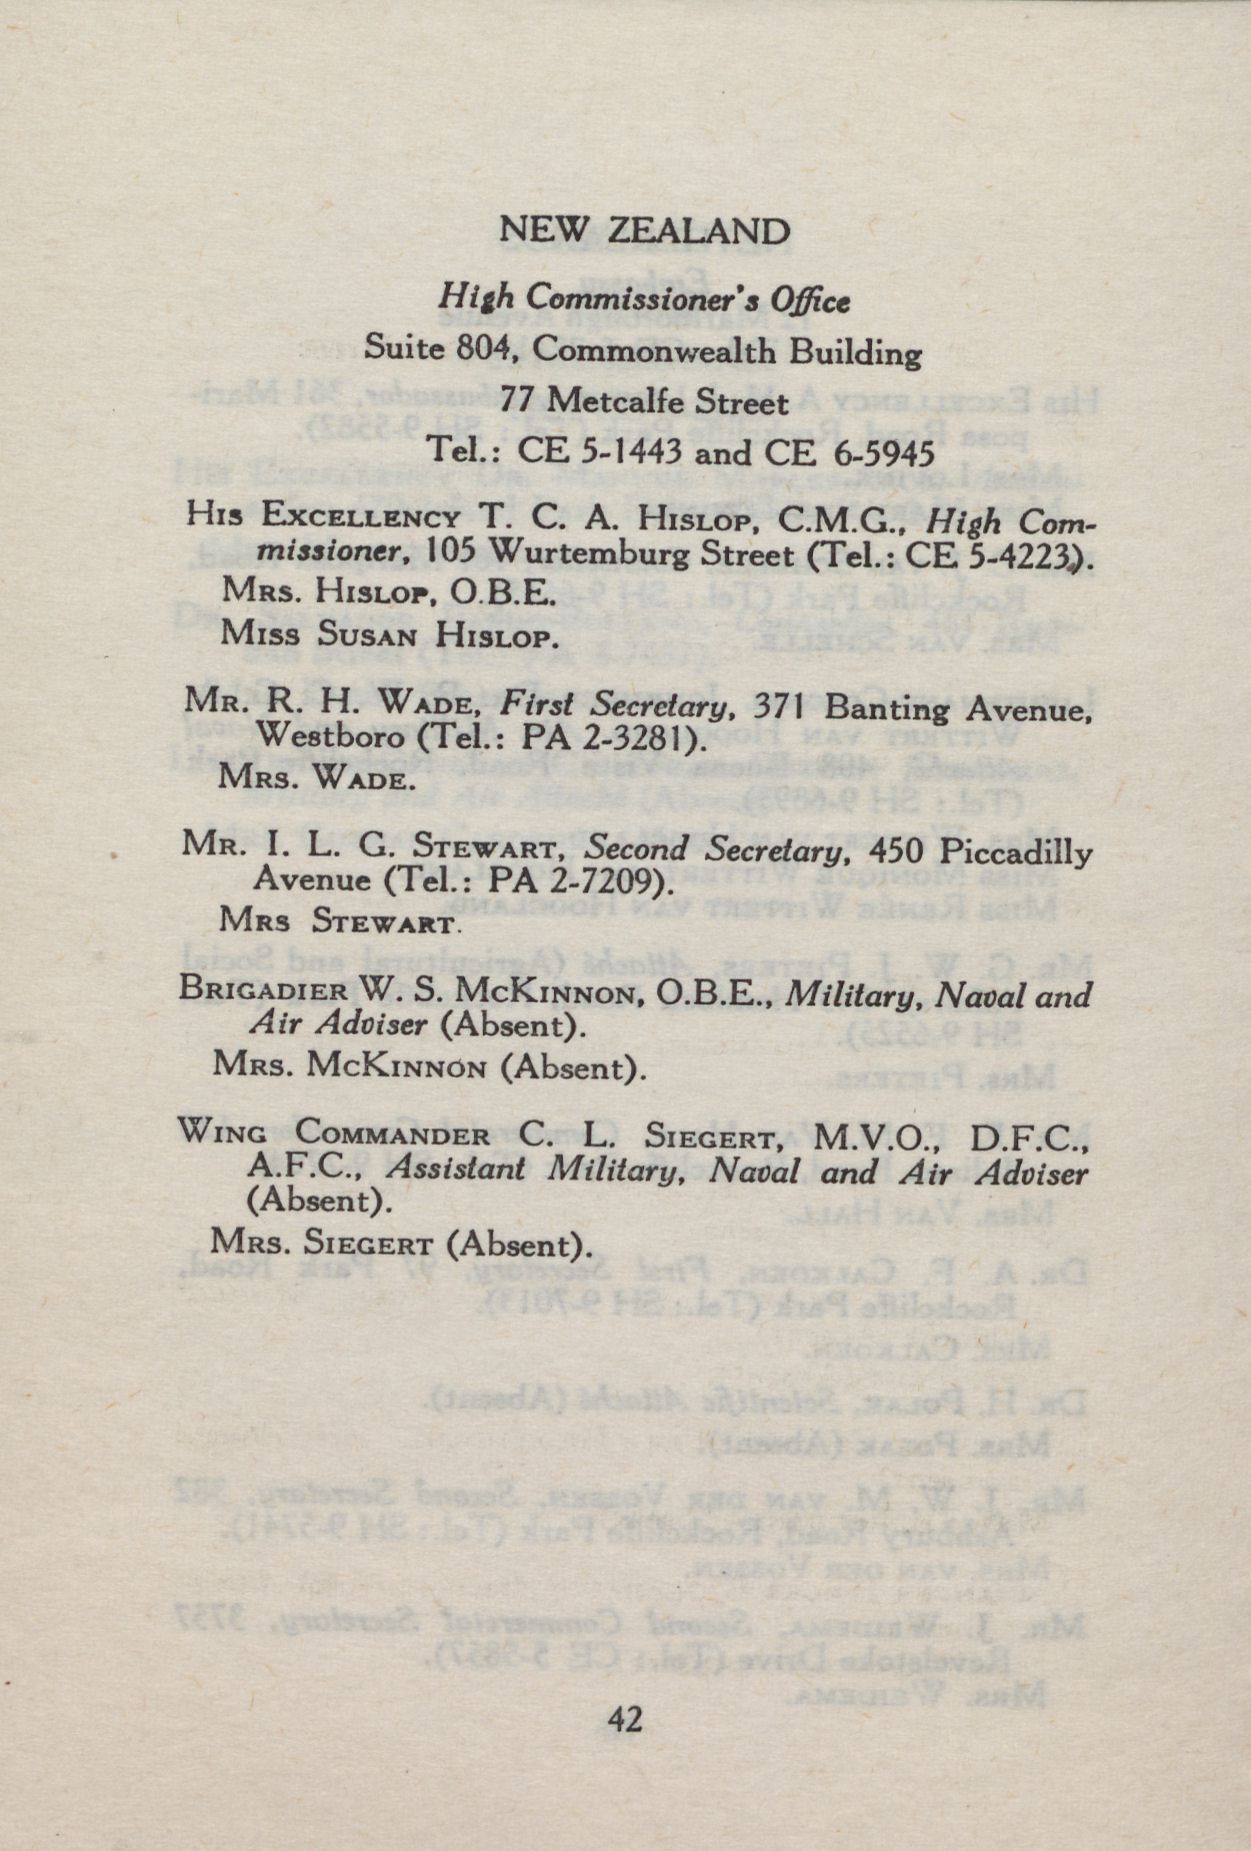 NEW ZEALAND
High Commissioner's Office
Suite 804, Commonwealth Building
77 Metcalfe Street
Tel.: CE 5-1443 and CE 6-5945
His Excellency T. C. A. Hislop, C.M.G., High Com-
missioner, 105 Wurtemburg Street (Tel.: CE 5-4223).
Mrs. Hislop, O.B.E.
Miss Susan Hislop.
Mr. R. H. Wade, First Secretary, 371 Banting Avenue,
Westboro (Tel.: PA 2-3281).
Mrs. Wade.
Mr. I. L. G. Stewart, Second Secretary, 450 Piccadilly
Avenue (Tel.: PA 2-7209).
Mrs Stewart.
Brigadier W. S. McKinnon, O.B.E., Military, Naval and
Air Adviser (Absent).
Mrs. McKinnon (Absent).
Wing Commander C. L. Siegert, M.V.O., D.F.C.,
A.F.C., Assistant Military, Naval and Air Adviser
(Absent).
Mrs. Siegert (Absent).
42